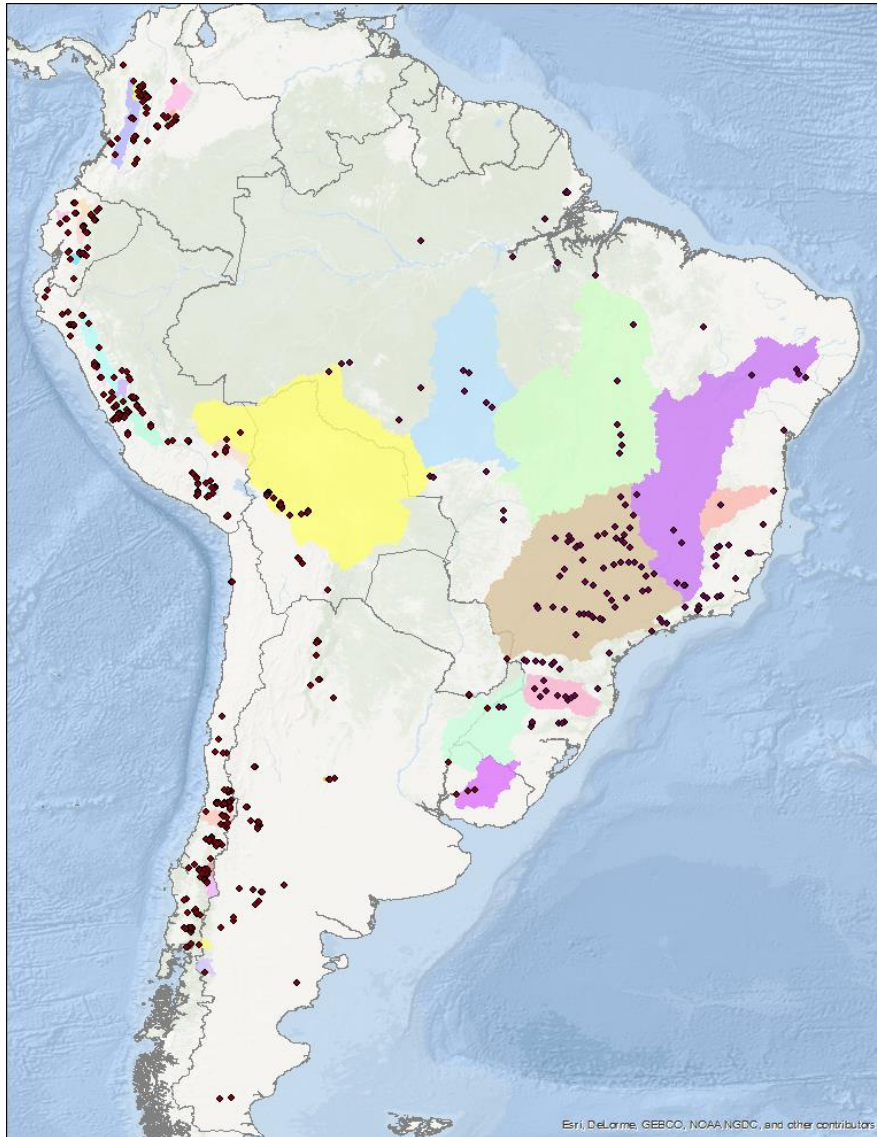 Esri, DeLorme, GEBCO, NOAA NGDC, and other contributors